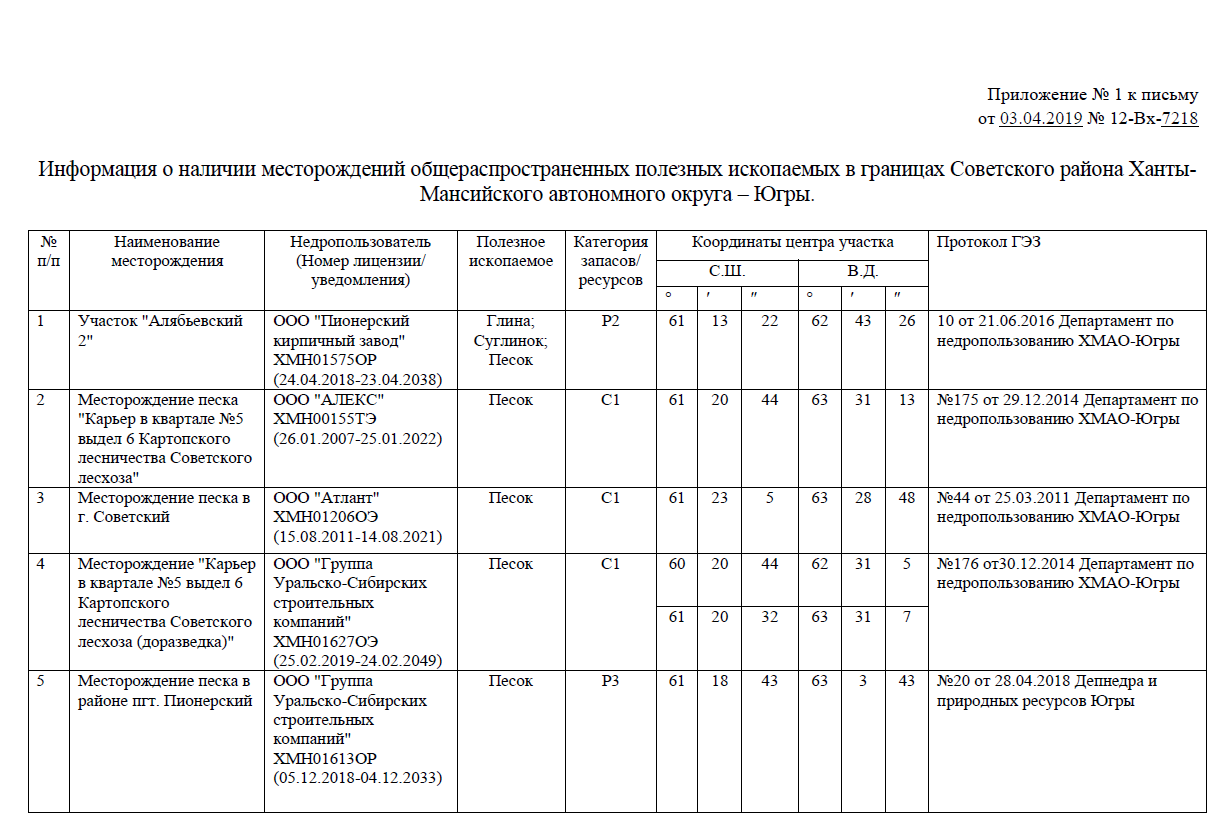 Приложение № 1 к письму
от 03.04.2019 № 12-Вх-7218
Информация о наличии месторождений общераспространенных полезных ископаемых в границах Советского района Ханты-
Мансийского автономного округа – Югры.
№ п/п
Наименование
месторождения
Недропользователь
(Номер лицензии/
уведомления)
Полезное
ископаемое
Категория
запасов/
ресурсов
Координаты центра участка
Протокол ГЭЗ
С.Ш.
В.Д.
° ′ ″ ° ′ ″
1
Участок "Алябьевский
2"
ООО "Пионерский
кирпичный завод"
ХМН01575ОР
(24.04.2018-23.04.2038)
Глина;
Суглинок;
Песок
Р2
61 13 22 62 43 26
10 от 21.06.2016 Департамент по
недропользованию ХМАО-Югры
2
Месторождение песка
"Карьер в квартале №5
выдел 6 Картопского
лесничества Советского
лесхоза"
ООО "АЛЕКС"
ХМН00155ТЭ
(26.01.2007-25.01.2022)
Песок
С1
61 20 44 63 31 13
№175 от 29.12.2014 Департамент по
недропользованию ХМАО-Югры
3
Месторождение песка в
г. Советский
ООО "Атлант"
ХМН01206ОЭ
(15.08.2011-14.08.2021)
Песок
С1
61 23 5 63 28 48
№44 от 25.03.2011 Департамент по
недропользованию ХМАО-Югры
4
Месторождение "Карьер
в квартале №5 выдел 6
Картопского
лесничества Советского
лесхоза (доразведка)"
ООО "Группа
Уральско-Сибирских
строительных
компаний"
ХМН01627ОЭ
(25.02.2019-24.02.2049)
Песок
С1
60 20 44 62 31 5
61 20 32 63 31 7
№176 от30.12.2014 Департамент по
недропользованию ХМАО-Югры
5
Месторождение песка в
районе пгт. Пионерский
ООО "Группа
Уральско-Сибирских
строительных
компаний"
ХМН01613ОР
(05.12.2018-04.12.2033)
Песок
Р3
61 18 43 63 3 43
№20 от 28.04.2018 Депнедра и
природных ресурсов Югры